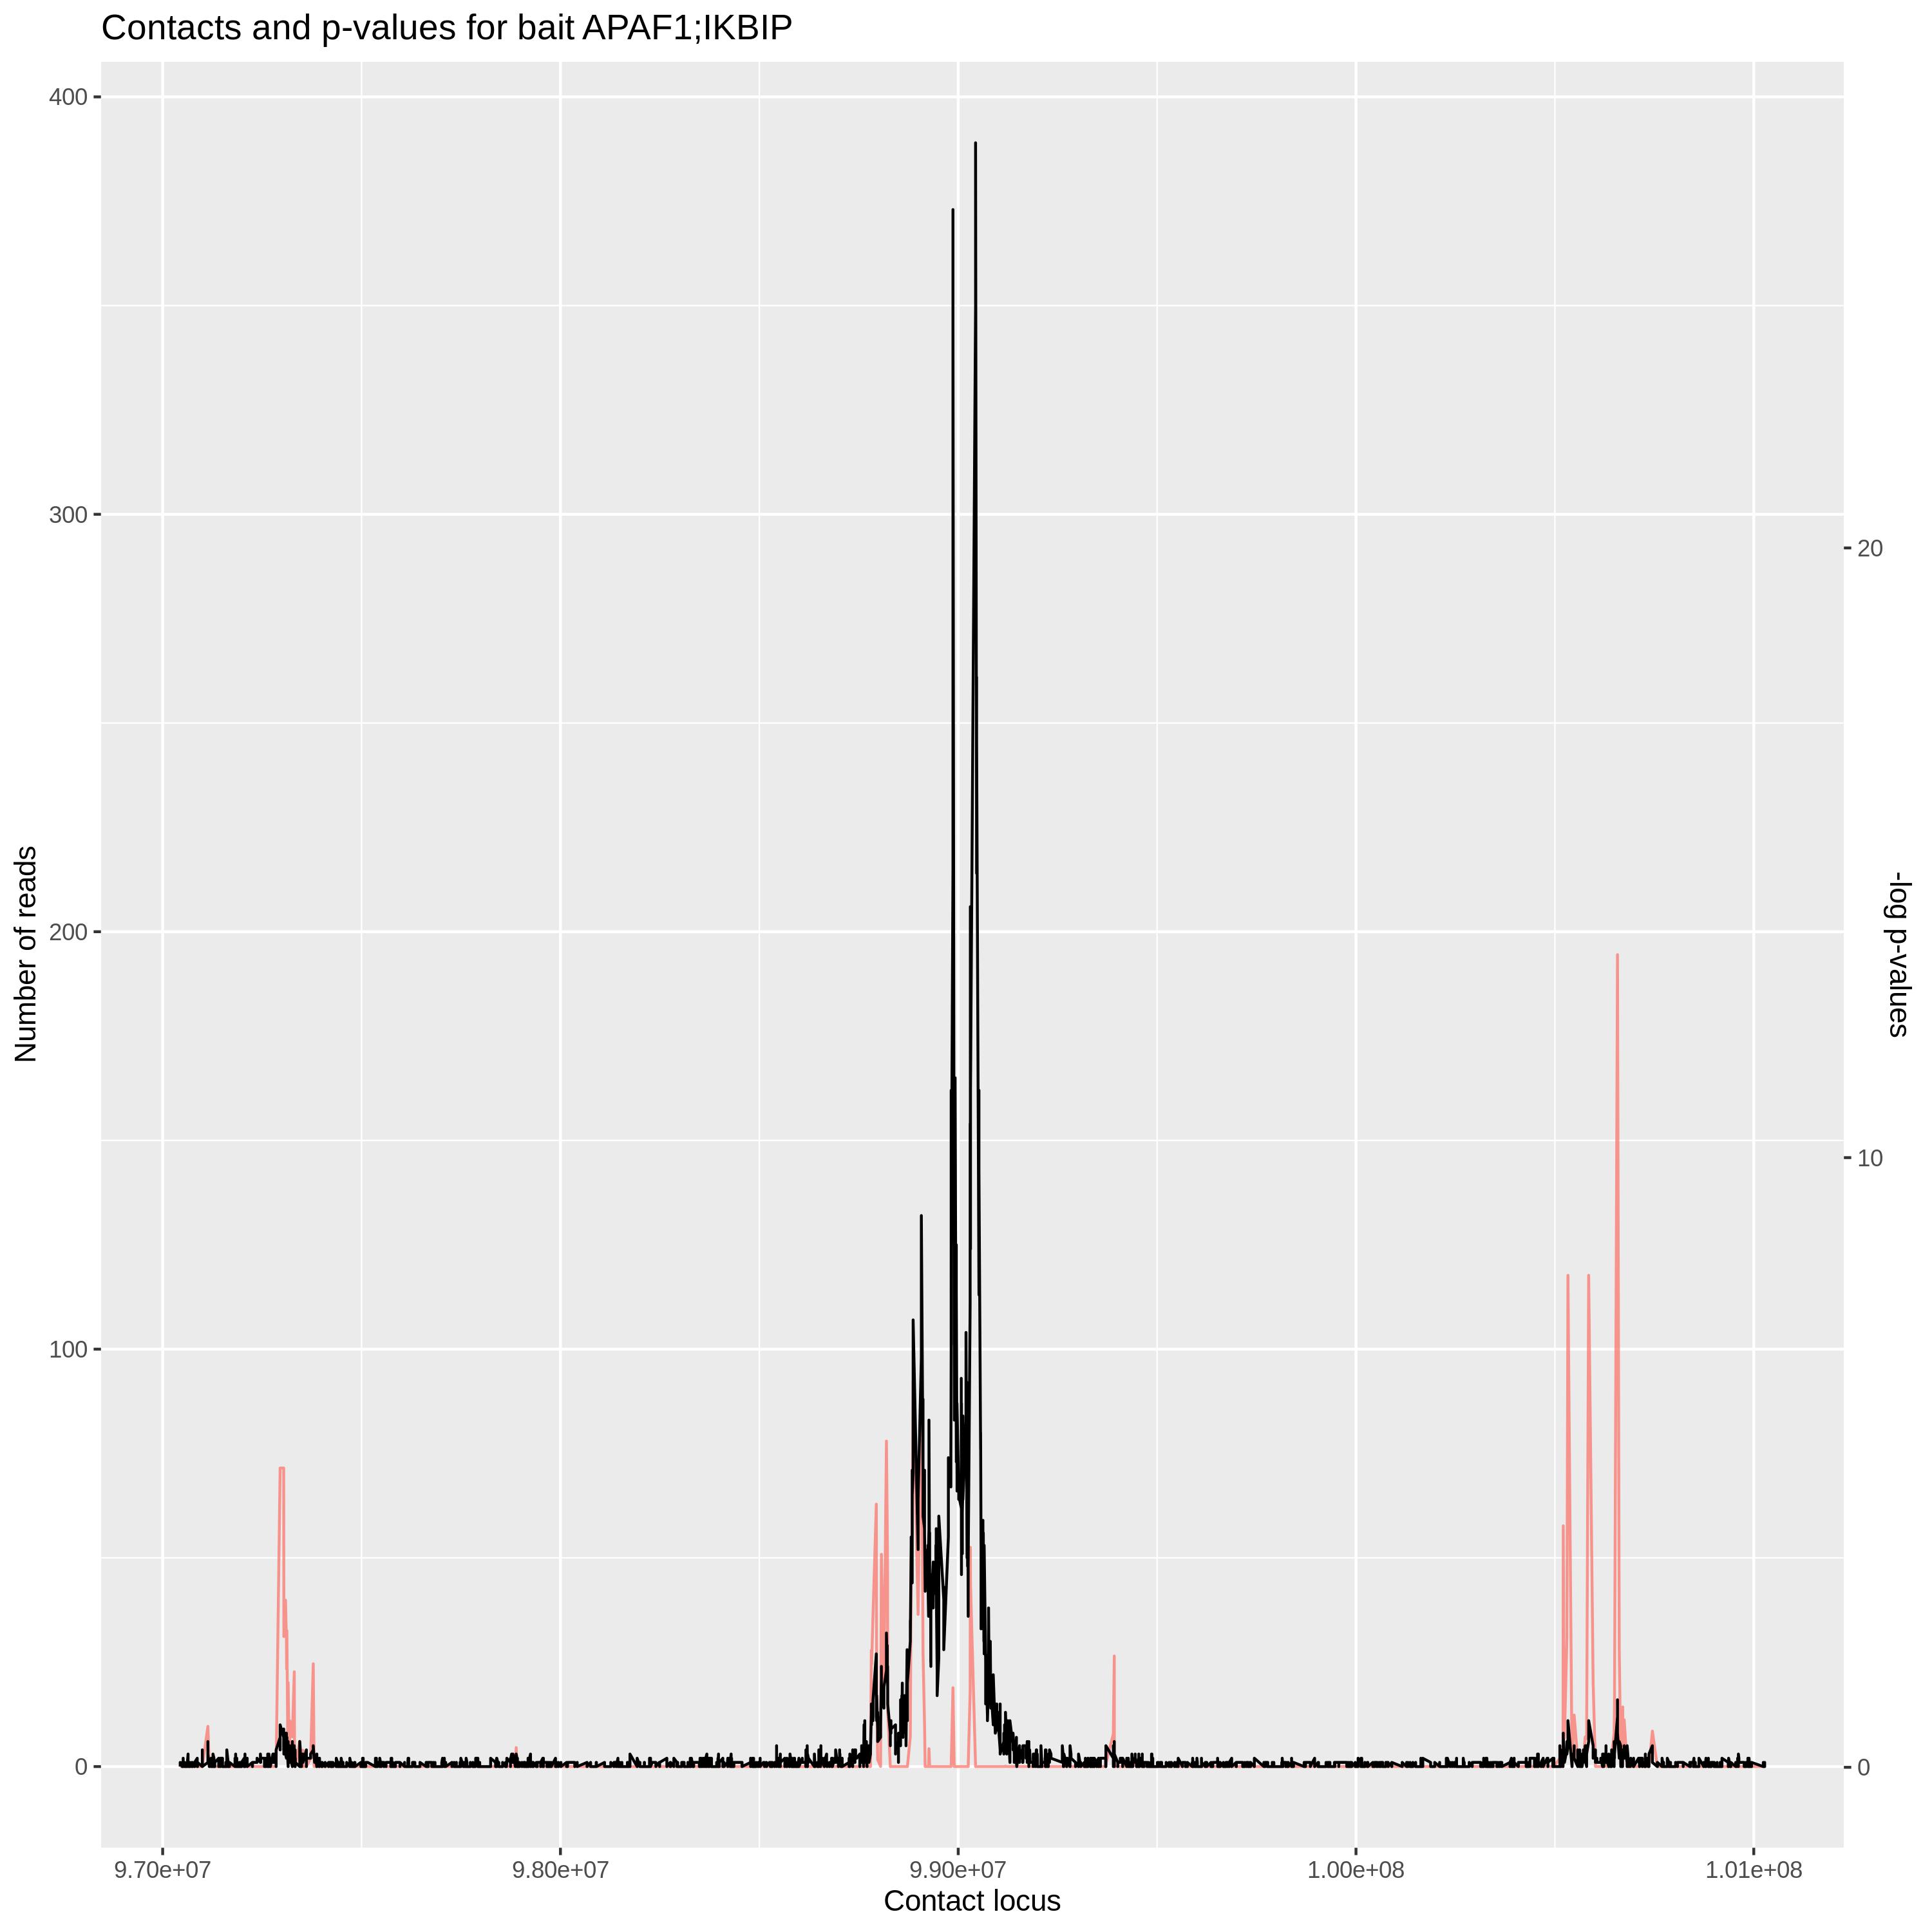 Contacts and p-values for bait APAF1;IKBIP
400
300
200
100
0
Number of reads
20
10
0
-log p-values
9.70e+07
9.80e+07
9.90e+07
1.00e+08
1.01e+08
Contact locus